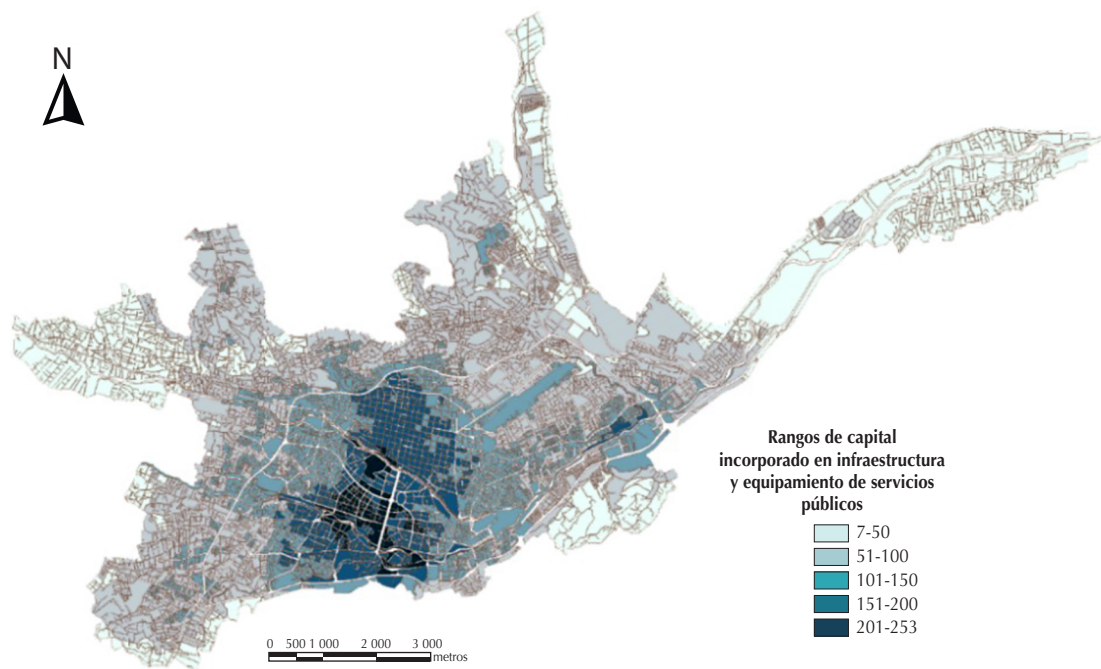 N
Rangos de capital
incorporado en infraestructura
y equipamiento de servicios
públicos
7-50
51-100
101-150
151-200
201-253
0 500 1 000 2 000 3 000
metros